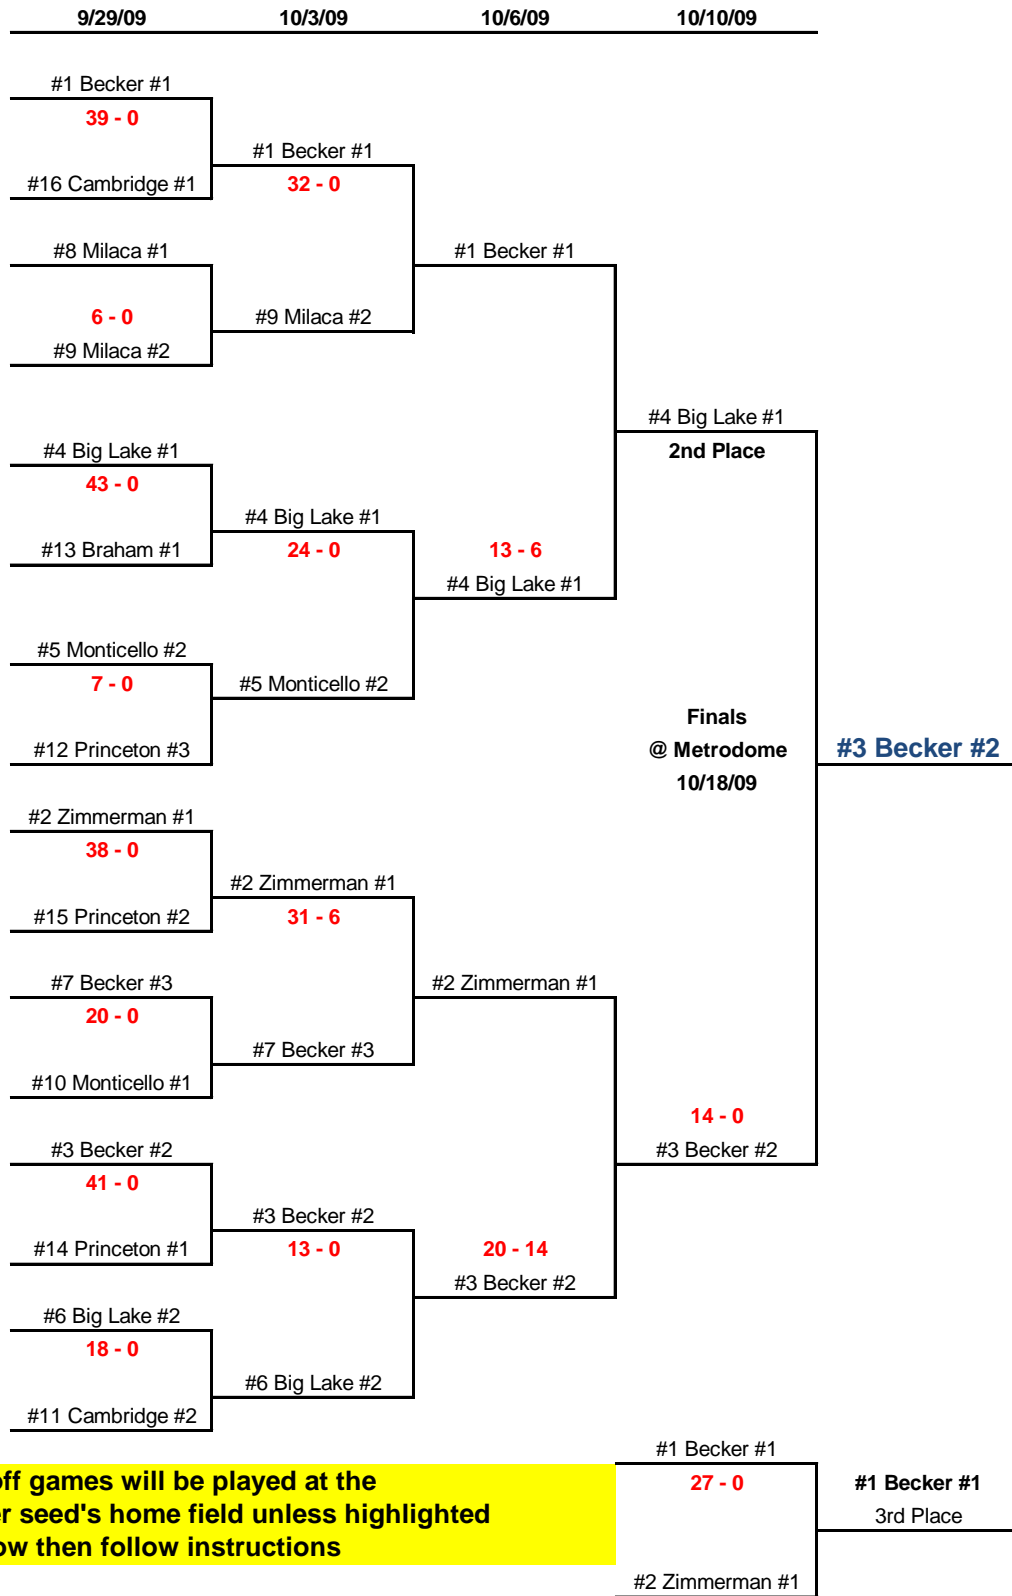 9/29/09 10/3/09 10/6/09 10/10/09
#1 Becker #1
39 - 0
#1 Becker #1
#16 Cambridge #1
32 - 0
#8 Milaca #1
#1 Becker #1
6 - 0
#9 Milaca #2
#9 Milaca #2
#4 Big Lake #1
#4 Big Lake #1
2nd Place
43 - 0
#4 Big Lake #1
#13 Braham #1
24 - 0
13 - 6
#4 Big Lake #1
#5 Monticello #2
7 - 0
#5 Monticello #2
Finals
#12 Princeton #3
@ Metrodome
#3 Becker #2
10/18/09
#2 Zimmerman #1
38 - 0
#2 Zimmerman #1
#15 Princeton #2
31 - 6
#7 Becker #3
#2 Zimmerman #1
20 - 0
#7 Becker #3
#10 Monticello #1
14 - 0
#3 Becker #2
#3 Becker #2
41 - 0
#3 Becker #2
#14 Princeton #1
13 - 0
20 - 14
#3 Becker #2
#6 Big Lake #2
18 - 0
#6 Big Lake #2
#11 Cambridge #2
#1 Becker #1
off games will be played at the
27 - 0
#1 Becker #1
er seed's home field unless highlighted
3rd Place
ow then follow instructions
#2 Zimmerman #1